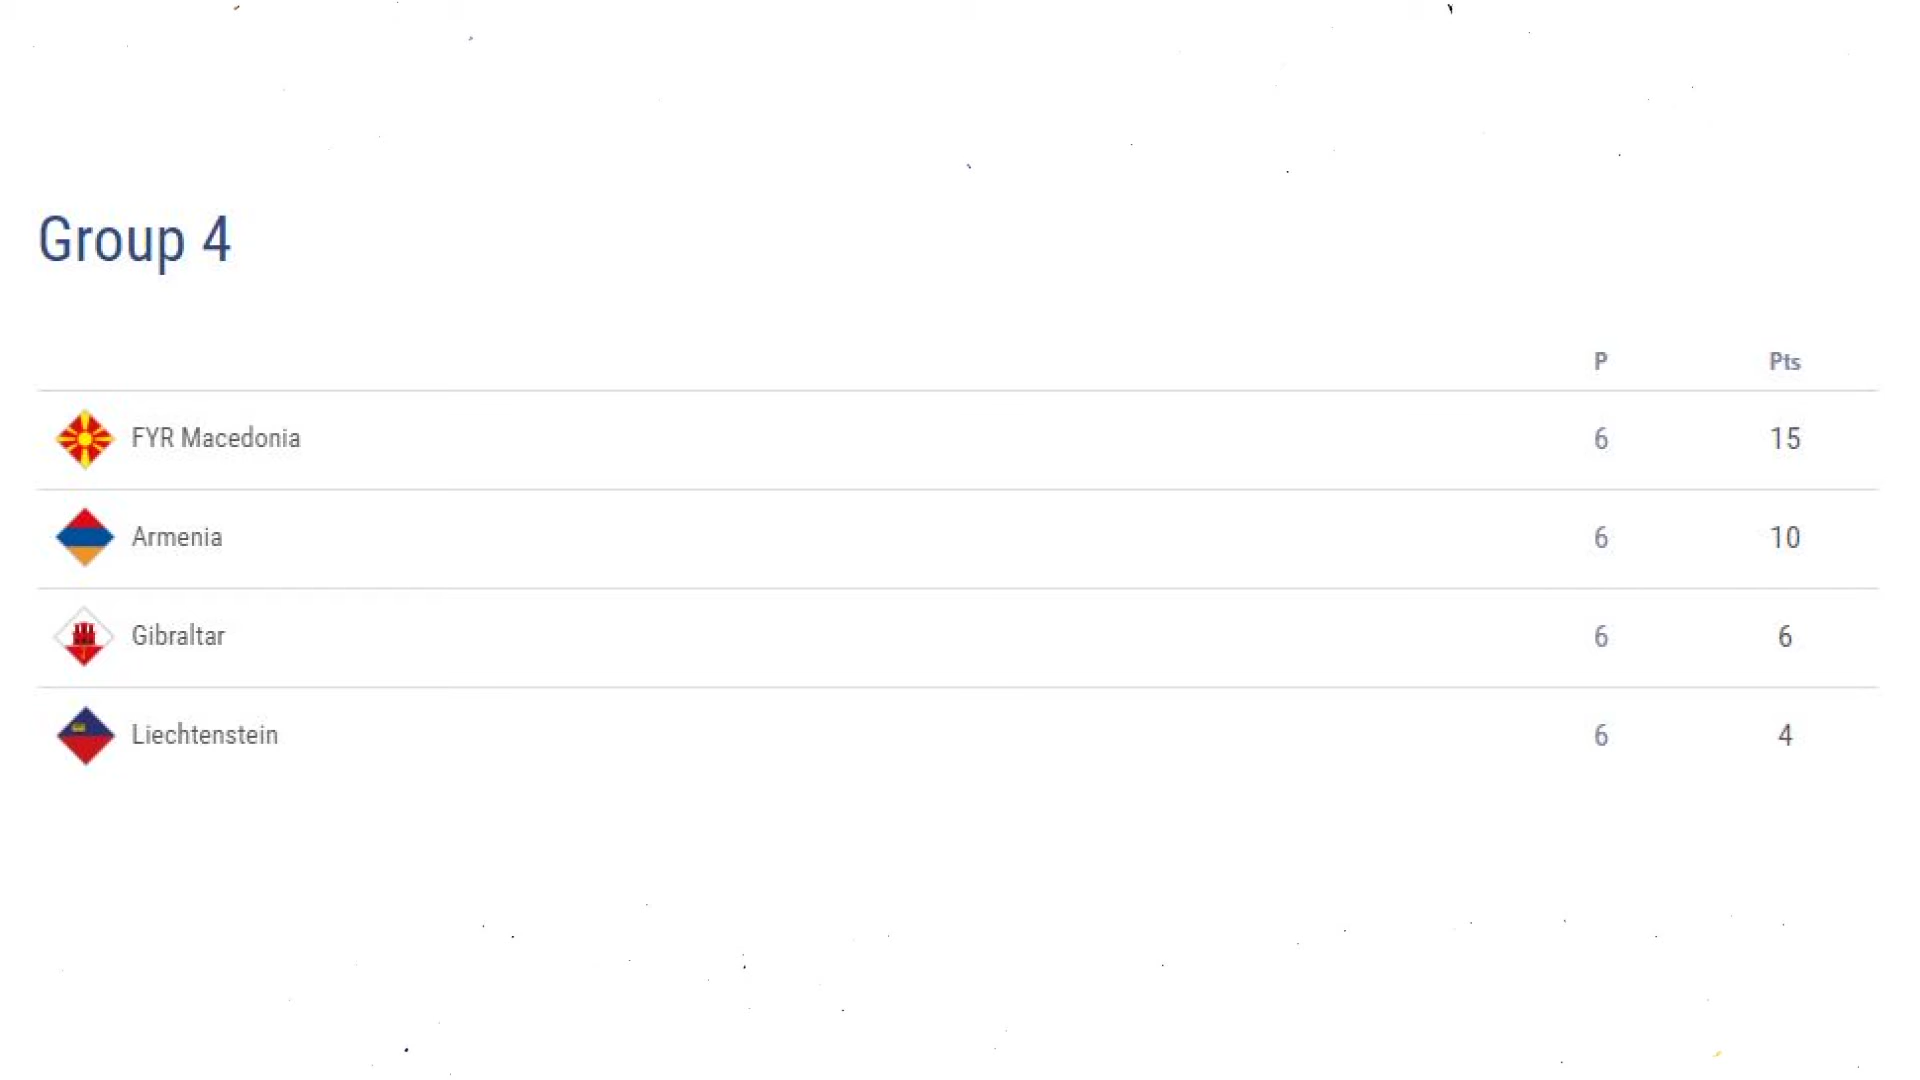 Group 4
P Pts
FYR Macedonia 6 15
Armenia 6 10
Gibraltar 6 6
Liechtenstein 6 4